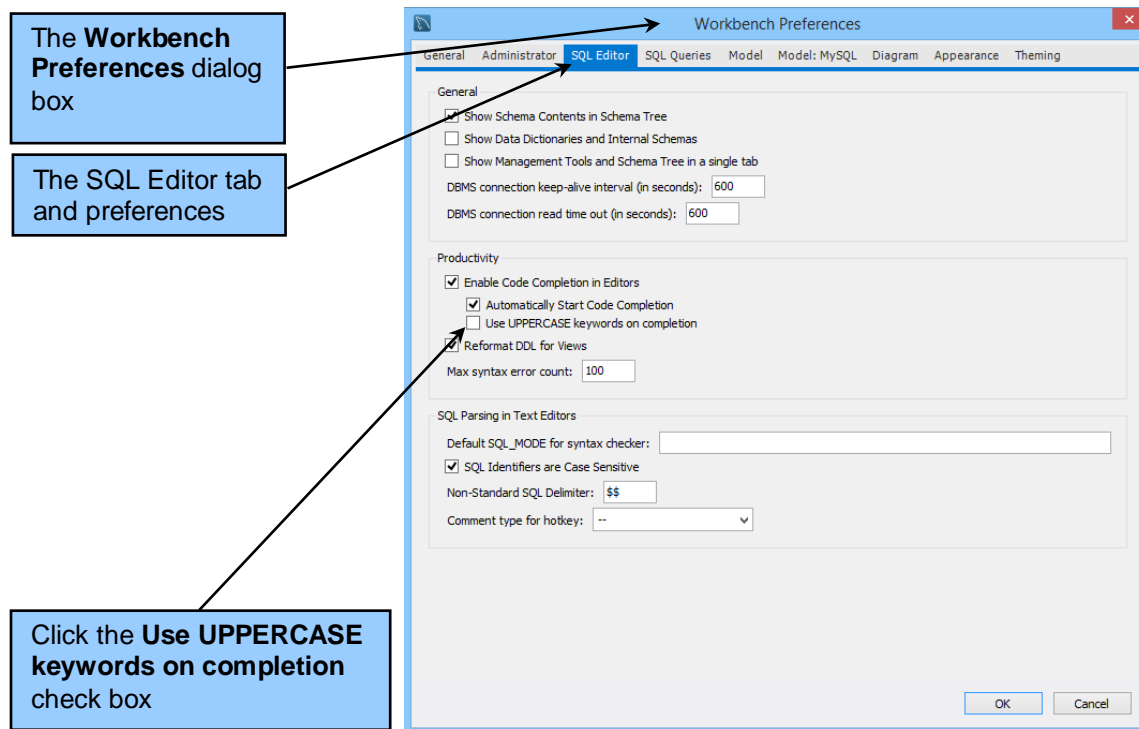 The Workbench
Preferences dialog
box
The SQL Editor tab
and preferences
Click the Use UPPERCASE
keywords on completion
check box
Workbench Preferences
General Administrator SQL Editor SQL Queries Model Model: MySQL Diagram Appearance Theming
General
Show Schema Contents in Schema Tree
Show Data Dictionaries and Internal Schemas
Show Management Tools and Schema Tree in a single tab
DBMS connection keep-alive interval (in seconds): 600
DBMS connection read time out (in seconds): 600
Productivity
Enable Code Completion in Editors
Automatically Start Code Completion
Use UPPERCASE keywords on completion
Reformat DDL for Views
Max syntax error count: 100
SQL Parsing in Text Editors
Default SQL_MODE for syntax checker:
SQL Identifiers are Case Sensitive
Non-Standard SQL Delimiter: $$
Comment type for hotkey: --
OK Cancel